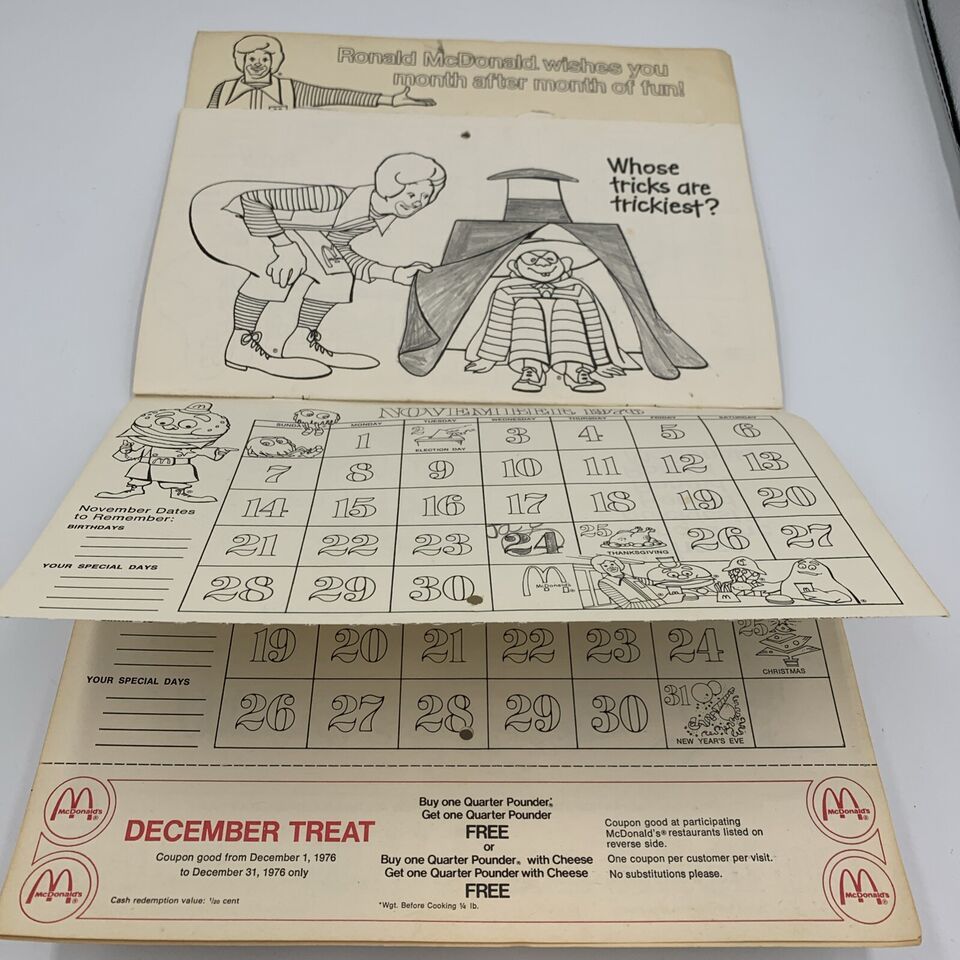 Ronald McDonald wishes you
month after month of fun!
Whose
tricks are
trickiest?
NOVEMBER 1976
SUNDAY MONDAY TUESDAY WEDNESDAY THURSDAY FRIDAY SATURDAY
1 2 3 4 5 6
ELECTION DAY
7 8 9 10 11 12 13
14 15 16 17 18 19 20
21 22 23 24 25 26 27
THANKSGIVING
28 29 30
McDonald's®
November Dates
to Remember:
BIRTHDAYS
YOUR SPECIAL DAYS
19 20 21 22 23 24 25
CHRISTMAS
YOUR SPECIAL DAYS
26 27 28 29 30 31
NEW YEAR'S EVE
McDonald's®
McDonald's®
DECEMBER TREAT
Coupon good from December 1, 1976
to December 31, 1976 only
Cash redemption value: 1/20 cent
Buy one Quarter Pounder®*
Get one Quarter Pounder
FREE
or
Buy one Quarter Pounder® with Cheese
Get one Quarter Pounder with Cheese
FREE
*Wgt. Before Cooking ¼ lb.
Coupon good at participating
McDonald's® restaurants listed on
reverse side.
One coupon per customer per visit.
No substitutions please.
McDonald's®
McDonald's®